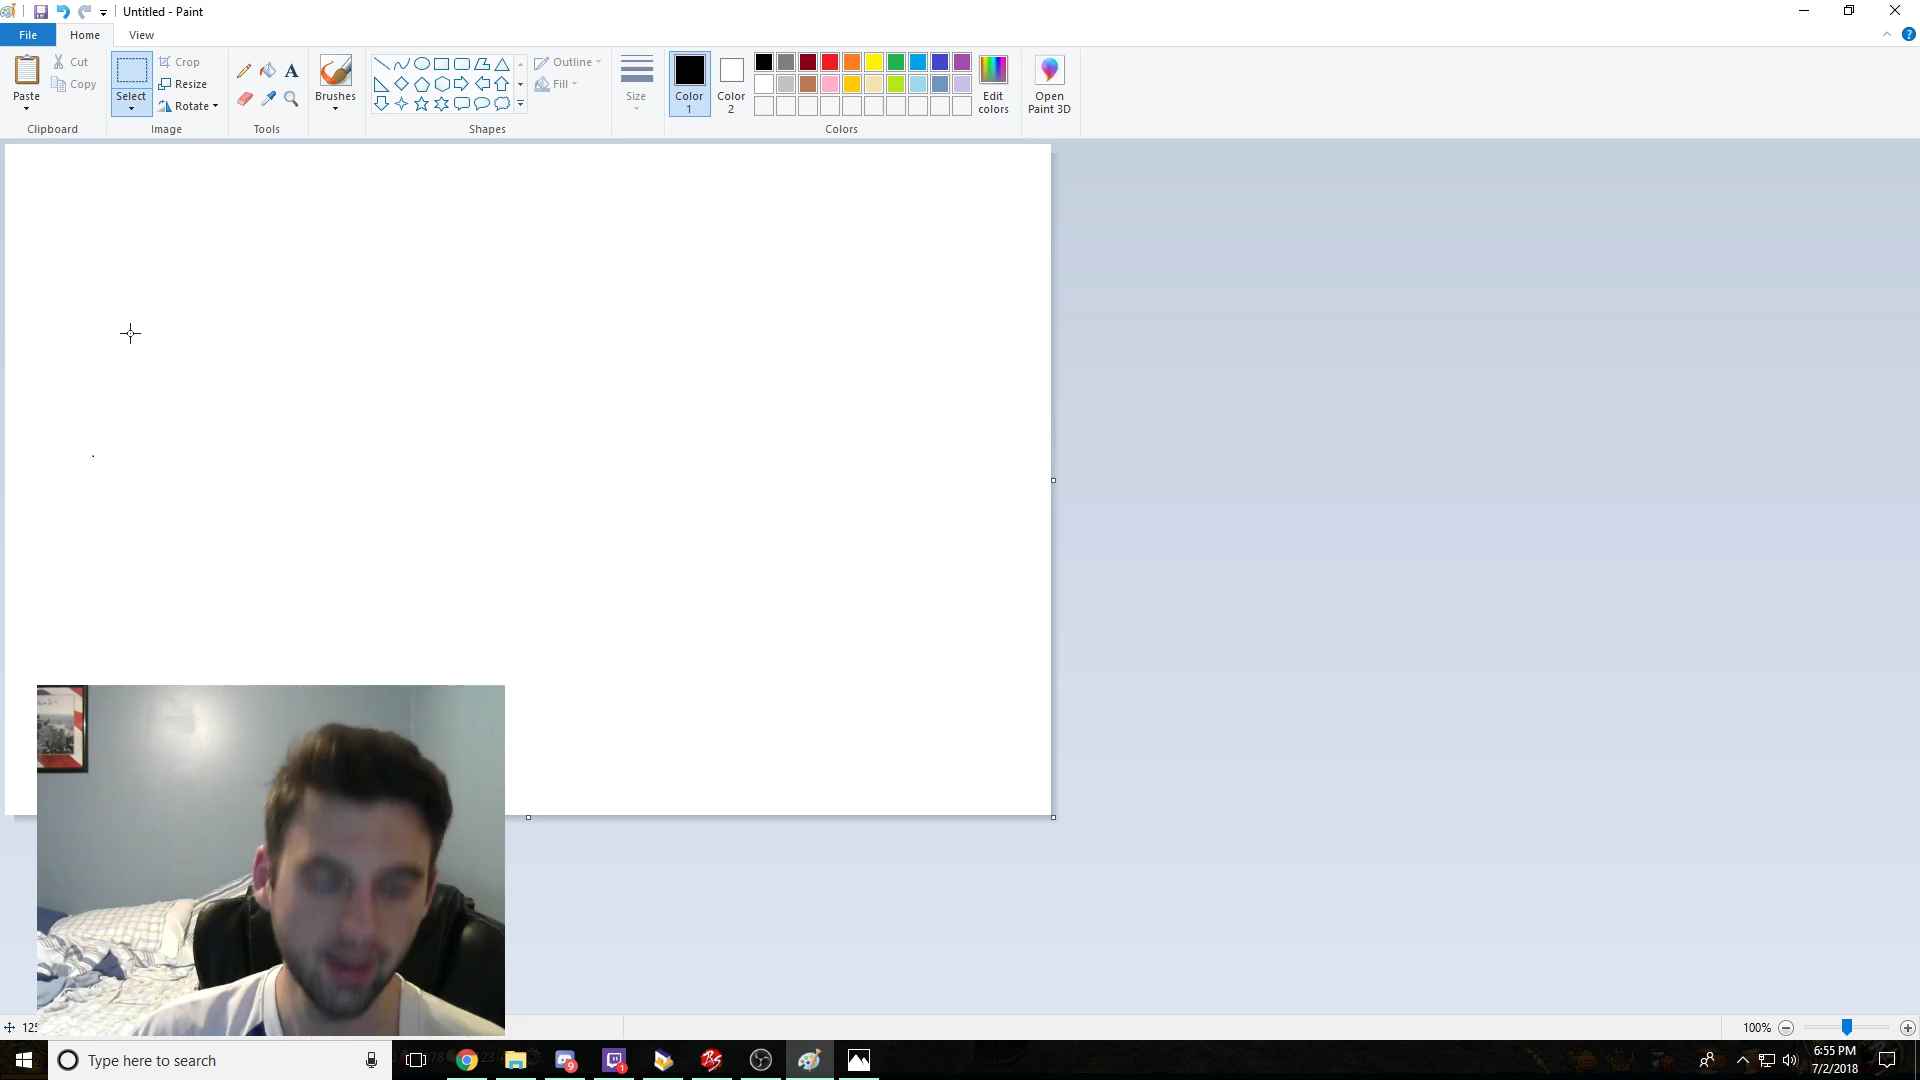 Untitled - Paint
File Home View
Paste
Cut
Copy
Clipboard
Select
Crop
Resize
Rotate
Image
Tools
Brushes
Shapes
Outline
Fill
Size
Color 1
Color 2
Colors
Edit colors
Open Paint 3D
100%
Type here to search
9
1
6:55 PM
7/2/2018